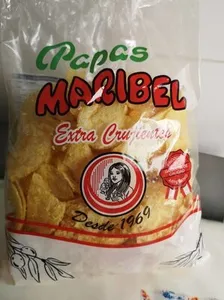 Papas
MARIBEL
Extra Crujientes
Desde 1969